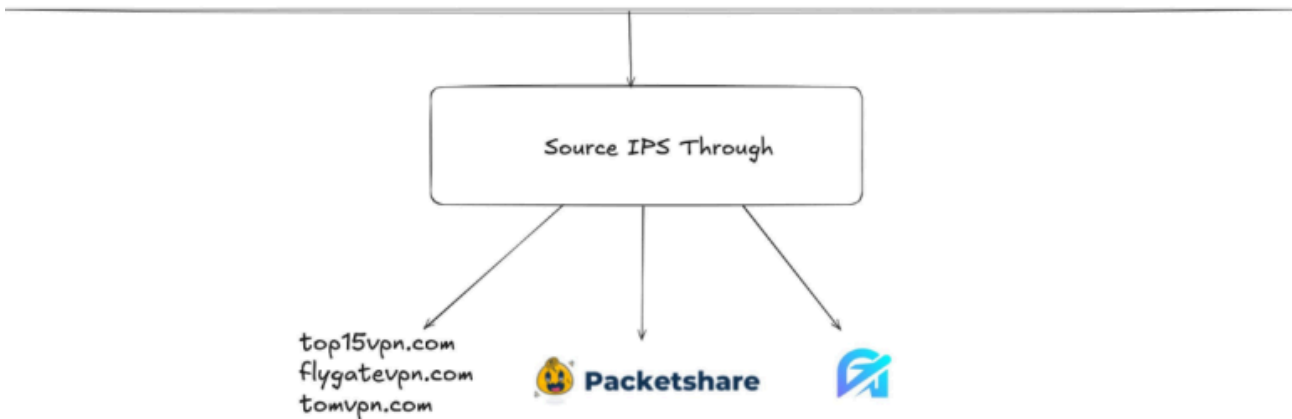 Source IPS Through
top15vpn.com
flygatevpn.com
tomvpn.com
Packetshare